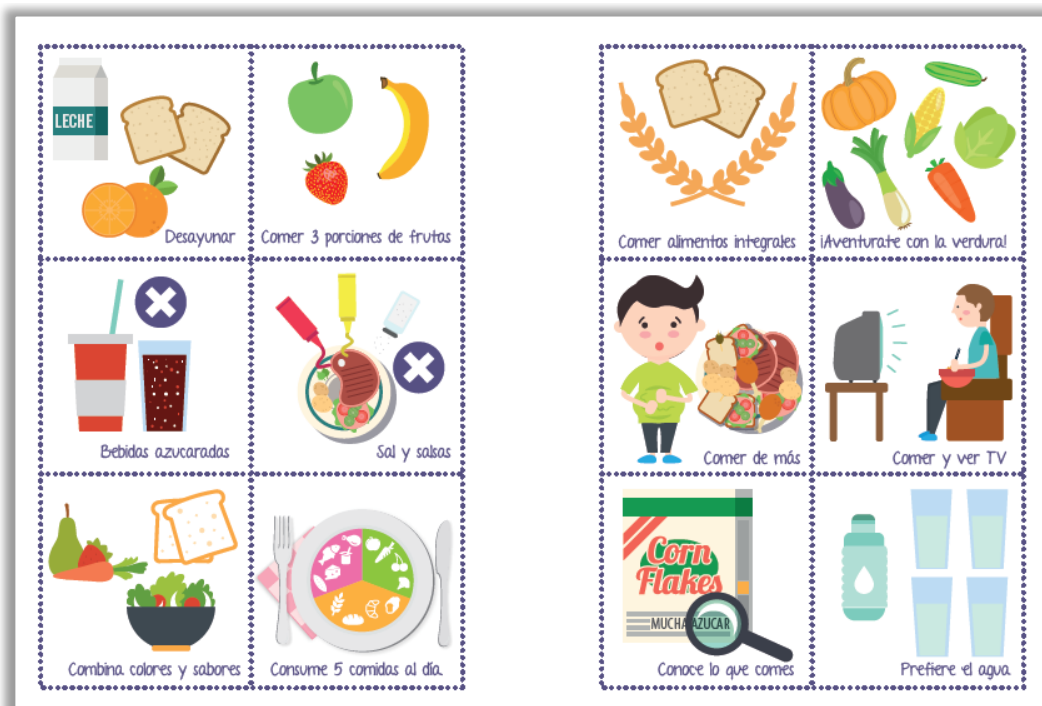 LECHE
Desayunar
Comer 3 porciones de frutas
Bebidas azucaradas
Sal y salsas
Combina colores y sabores
Consume 5 comidas al día
Comer alimentos integrales
¡Aventurate con la verdura!
Comer de más
Comer y ver TV
Corn
Flakes
MUCHA AZUCAR
Conoce lo que comes
Prefiere el agua